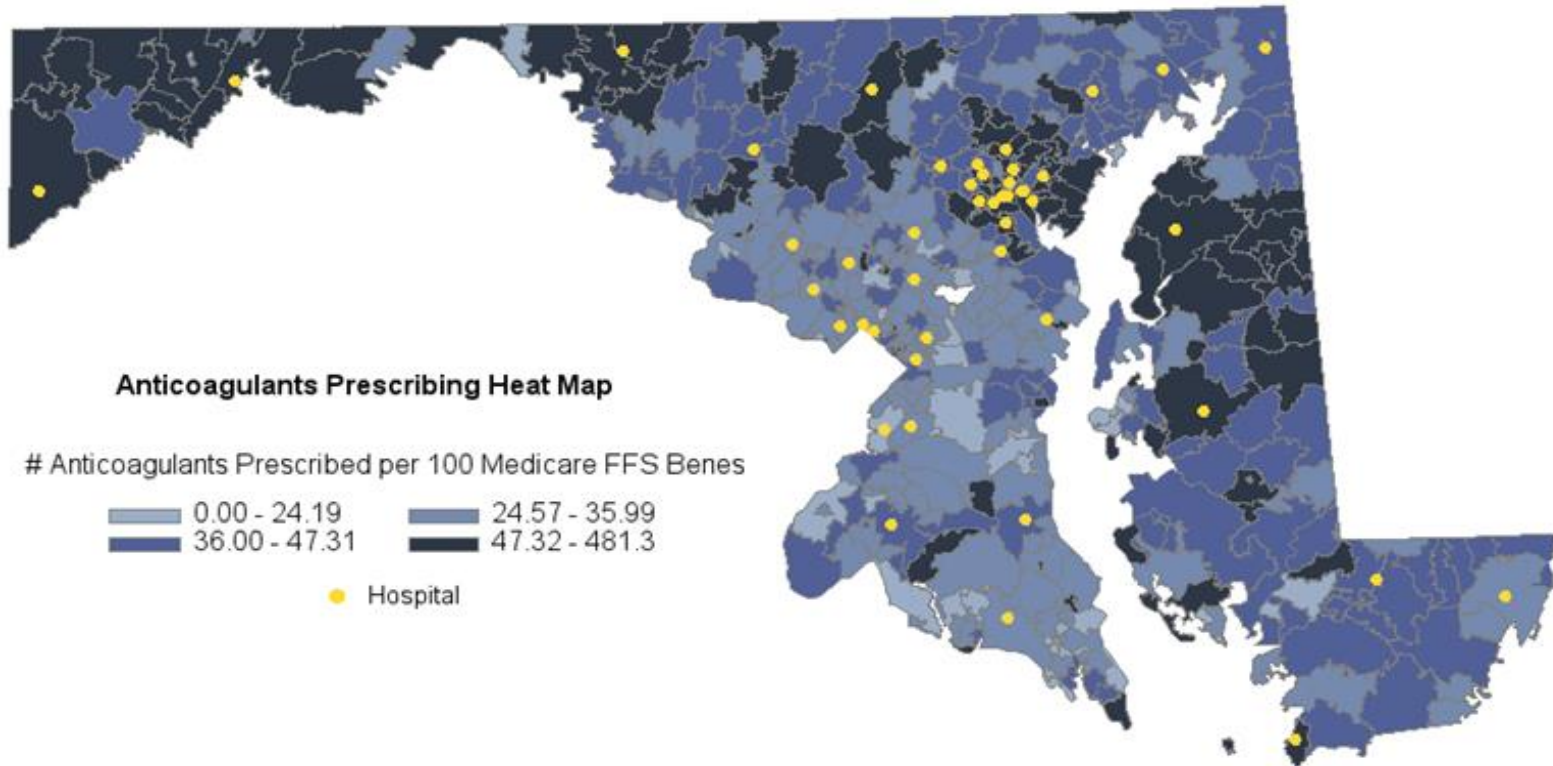 Anticoagulants Prescribing Heat Map
# Anticoagulants Prescribed per 100 Medicare FFS Benes
0.00 - 24.19 24.57 - 35.99
36.00 - 47.31 47.32 - 481.3
Hospital